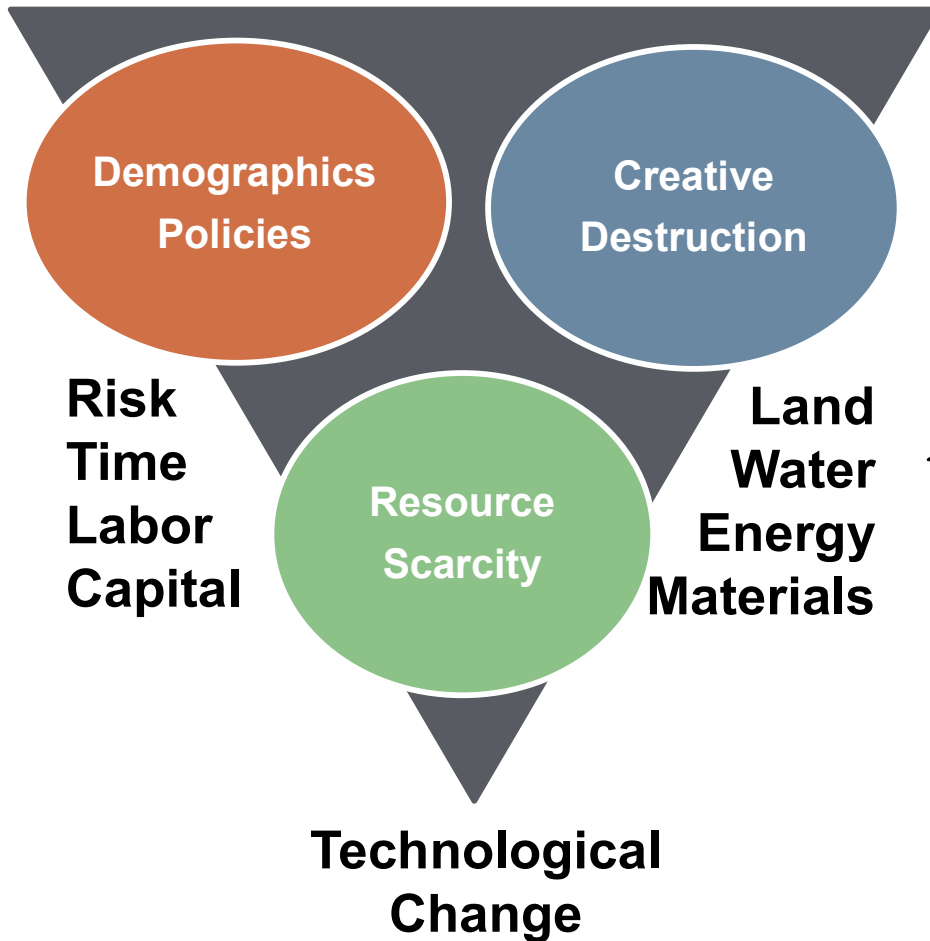 Demographics
Policies
Creative
Destruction
Risk
Time
Labor
Capital
Resource
Scarcity
Land
Water
Energy
Materials
Technological
Change